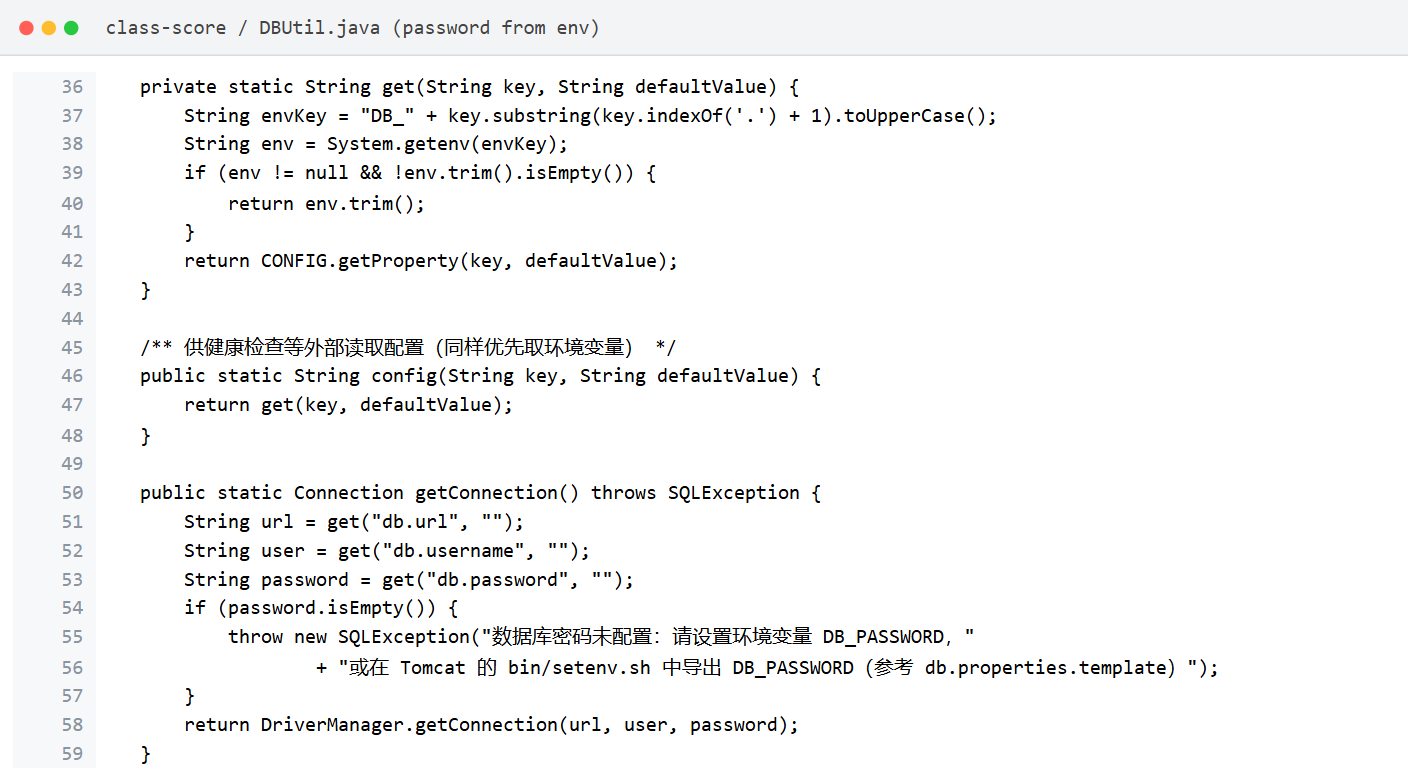 class-score / DBUtil.java (password from env)
36    private static String get(String key, String defaultValue) {
37        String envKey = "DB_" + key.substring(key.indexOf('.') + 1).toUpperCase();
38        String env = System.getenv(envKey);
39        if (env != null && !env.trim().isEmpty()) {
40            return env.trim();
41        }
42        return CONFIG.getProperty(key, defaultValue);
43    }
44
45    /** 供健康检查等外部读取配置（同样优先取环境变量） */
46    public static String config(String key, String defaultValue) {
47        return get(key, defaultValue);
48    }
49
50    public static Connection getConnection() throws SQLException {
51        String url = get("db.url", "");
52        String user = get("db.username", "");
53        String password = get("db.password", "");
54        if (password.isEmpty()) {
55            throw new SQLException("数据库密码未配置：请设置环境变量 DB_PASSWORD，"
56                    + "或在 Tomcat 的 bin/setenv.sh 中导出 DB_PASSWORD（参考 db.properties.template）");
57        }
58        return DriverManager.getConnection(url, user, password);
59    }